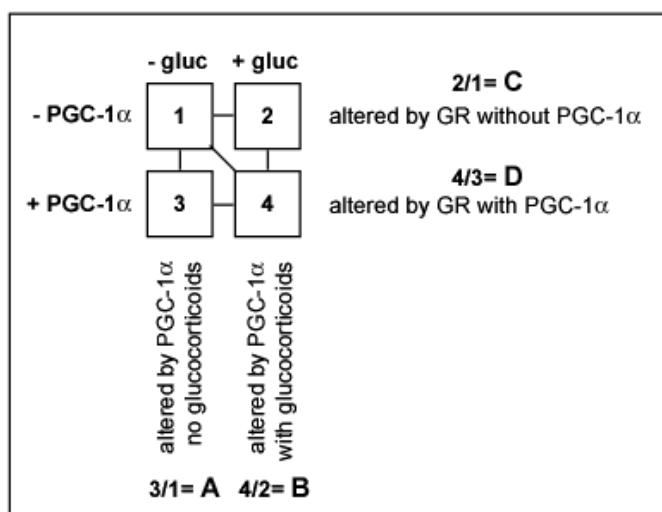 - gluc + gluc
2/1= C
- PGC-1α 1 2 altered by GR without PGC-1α
4/3= D
+ PGC-1α 3 4 altered by GR with PGC-1α
altered by PGC-1α
no glucocorticoids
altered by PGC-1α
with glucocorticoids
3/1= A 4/2= B